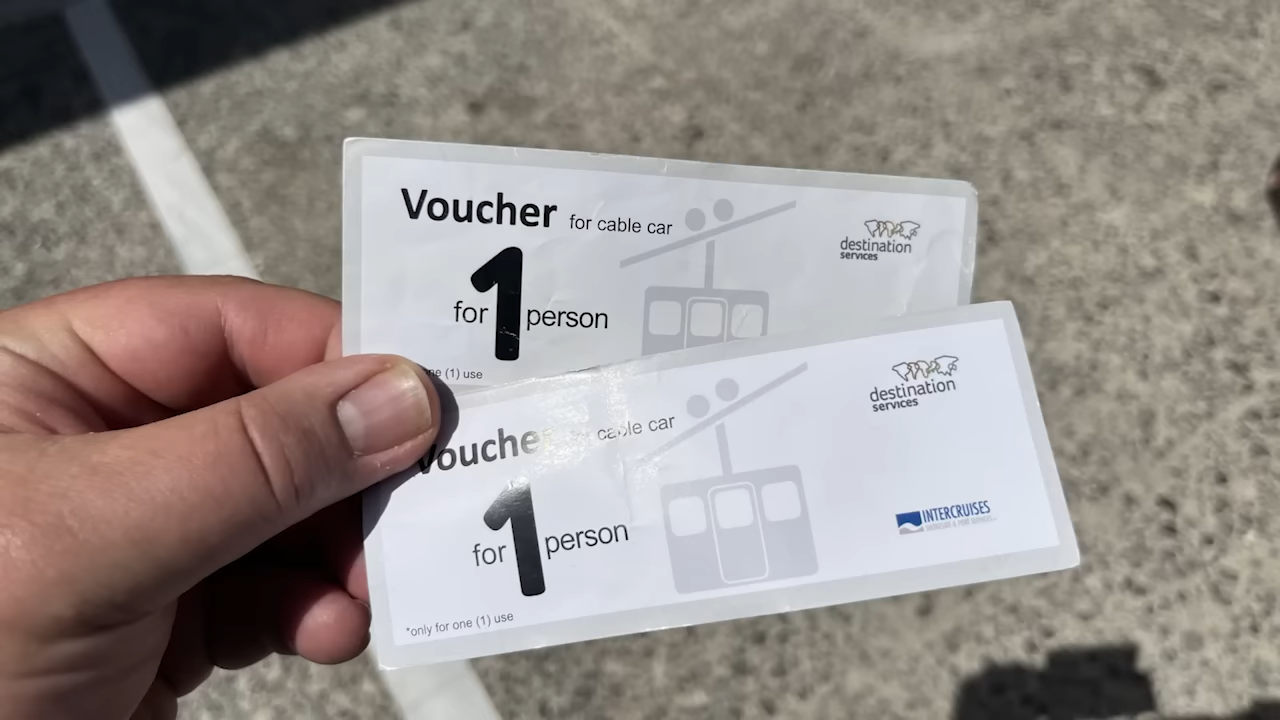 Voucher for cable car
for 1 person
one (1) use
destination
services
Voucher cable car
for 1 person
*only for one (1) use
destination
services
INTERCRUISES